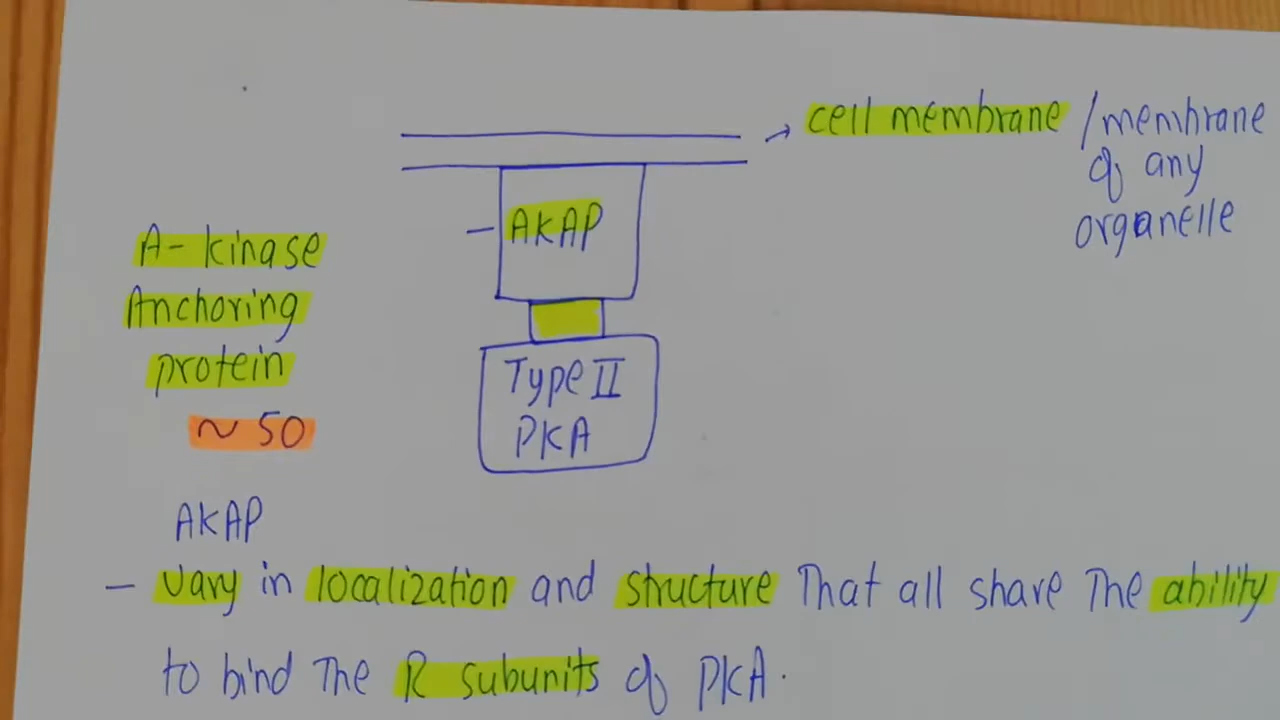 cell membrane / membrane
of any
organelle
AKAP
A- kinase
Anchoring
protein
~ 50
AKAP
Type II
PKA
- vary in localization and structure That all share The ability
to bind The R subunits of PKA.